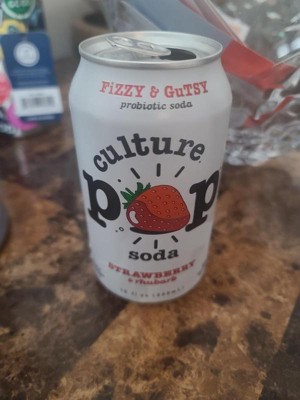 FiZZY & GuTSY
probiotic soda
culture
pop
soda
STRAWBERRY
& rhubarb